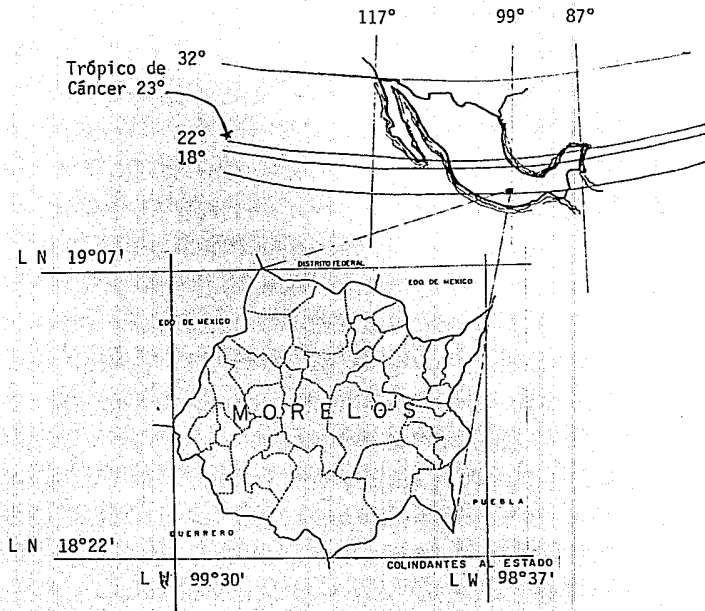 117° 99° 87°
32°
Trópico de
Cáncer 23°
22°
18°
L N 19°07'
DISTRITO FEDERAL
EDO. DE MEXICO
EDO. DE MEXICO
MORELOS
PUEBLA
GUERRERO
L N 18°22'
COLINDANTES AL ESTADO
L W 99°30' L W 98°37'